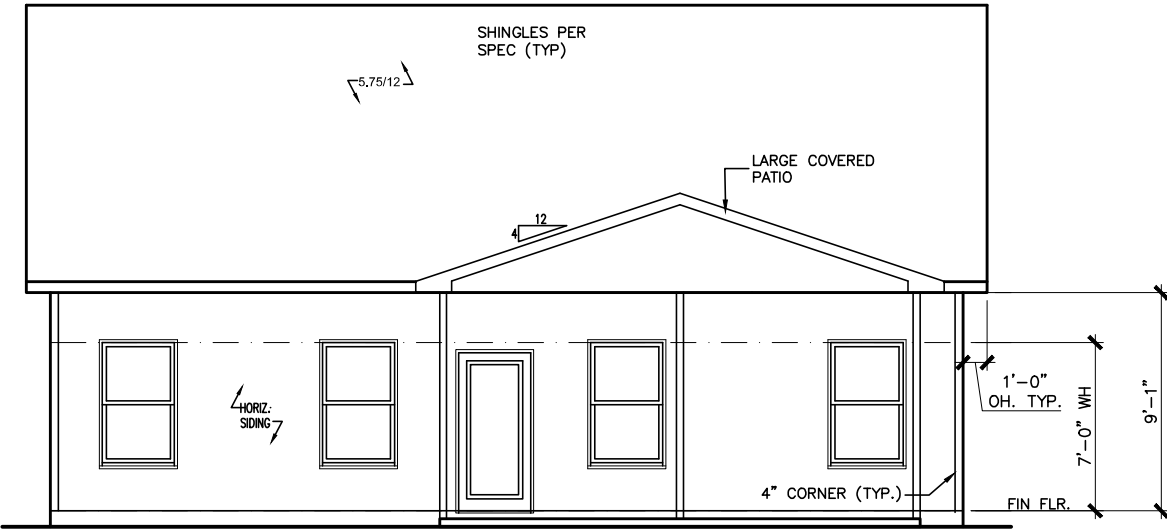 SHINGLES PER
SPEC (TYP)
5.75/12
LARGE COVERED
PATIO
12
4
HORIZ.
SIDING
1'-0"
OH. TYP.
7'-0" WH
9'-1"
4" CORNER (TYP.)
FIN FLR.